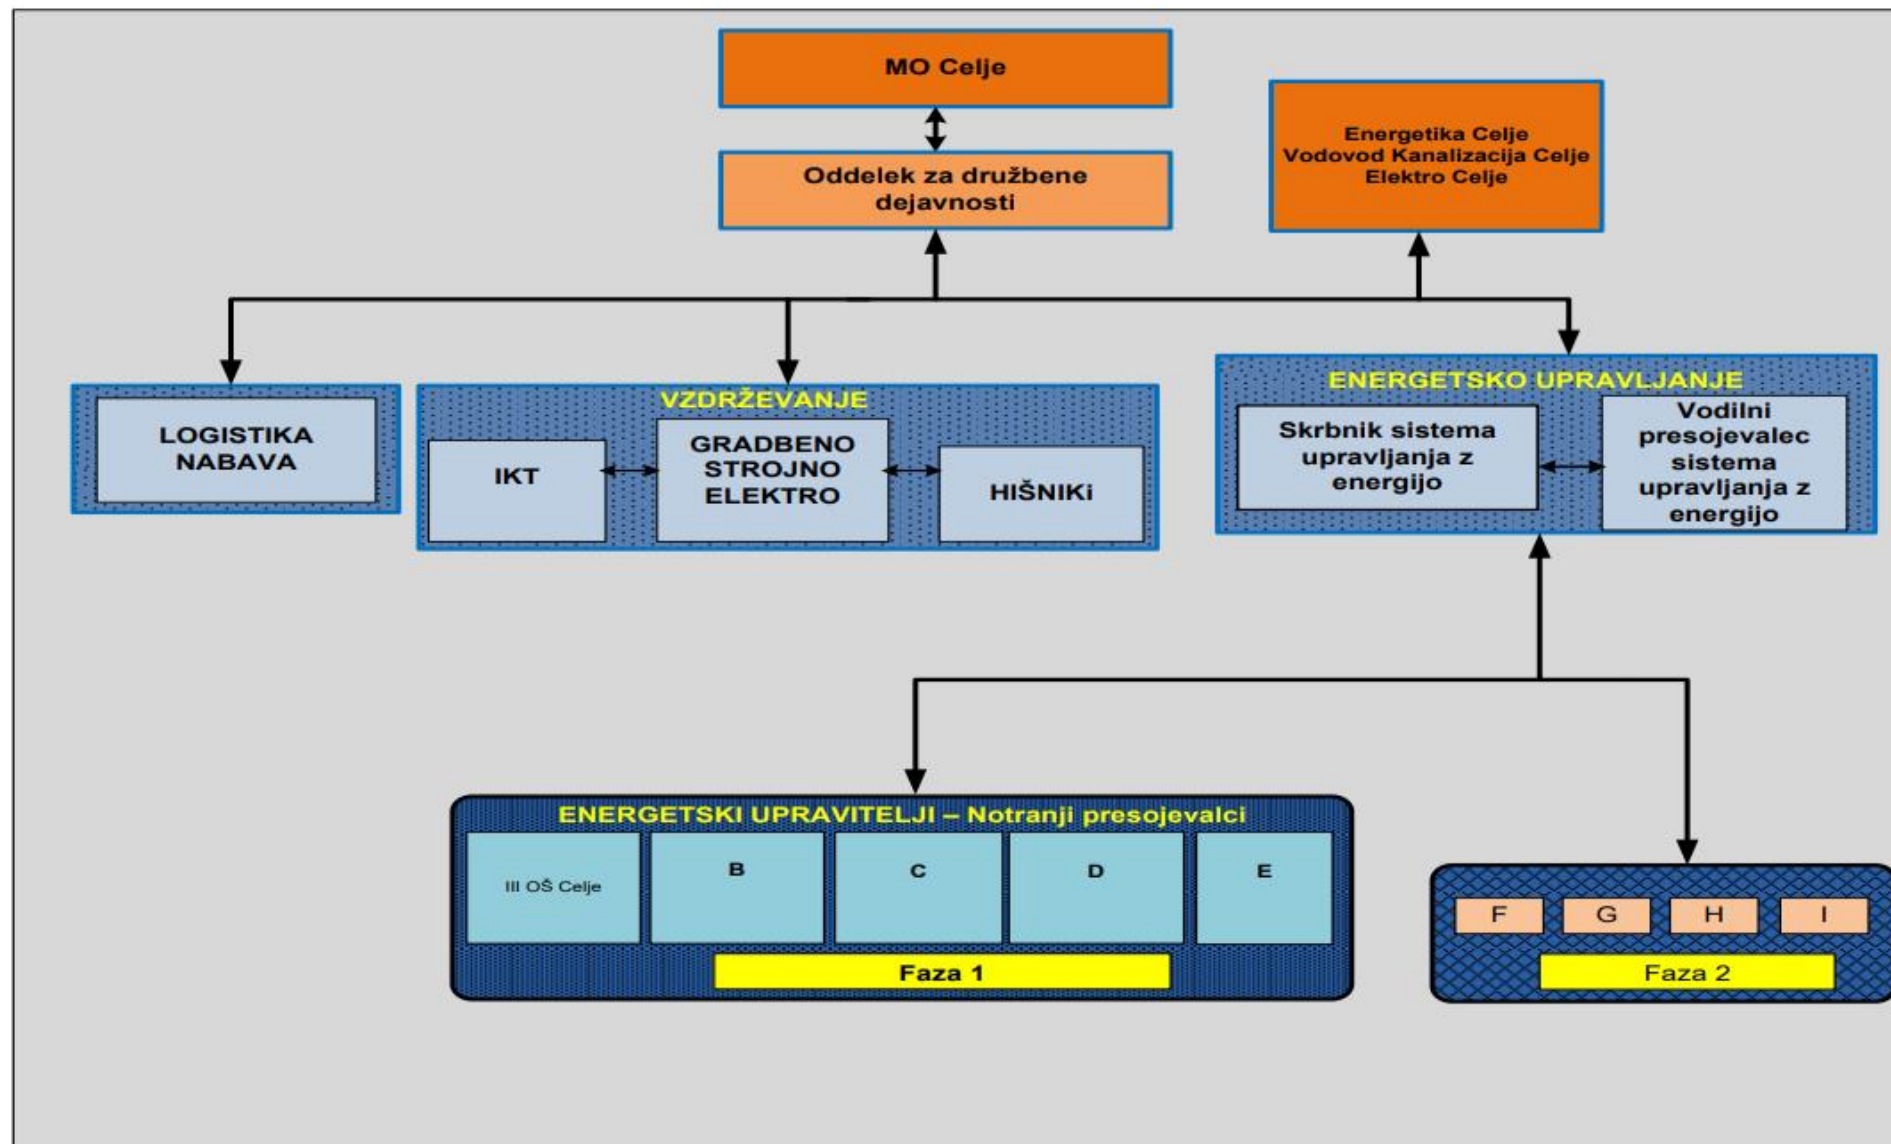 MO Celje
Oddelek za družbene
dejavnosti
Energetika Celje
Vodovod Kanalizacija Celje
Elektro Celje
LOGISTIKA
NABAVA
VZDRŽEVANJE
IKT
GRADBENO
STROJNO
ELEKTRO
HIŠNIKi
ENERGETSKO UPRAVLJANJE
Skrbnik sistema
upravljanja z
energijo
Vodilni
presojevalec
sistema
upravljanja z
energijo
ENERGETSKI UPRAVITELJI – Notranji presojevalci
III OŠ Celje
B
C
D
E
Faza 1
F
G
H
I
Faza 2